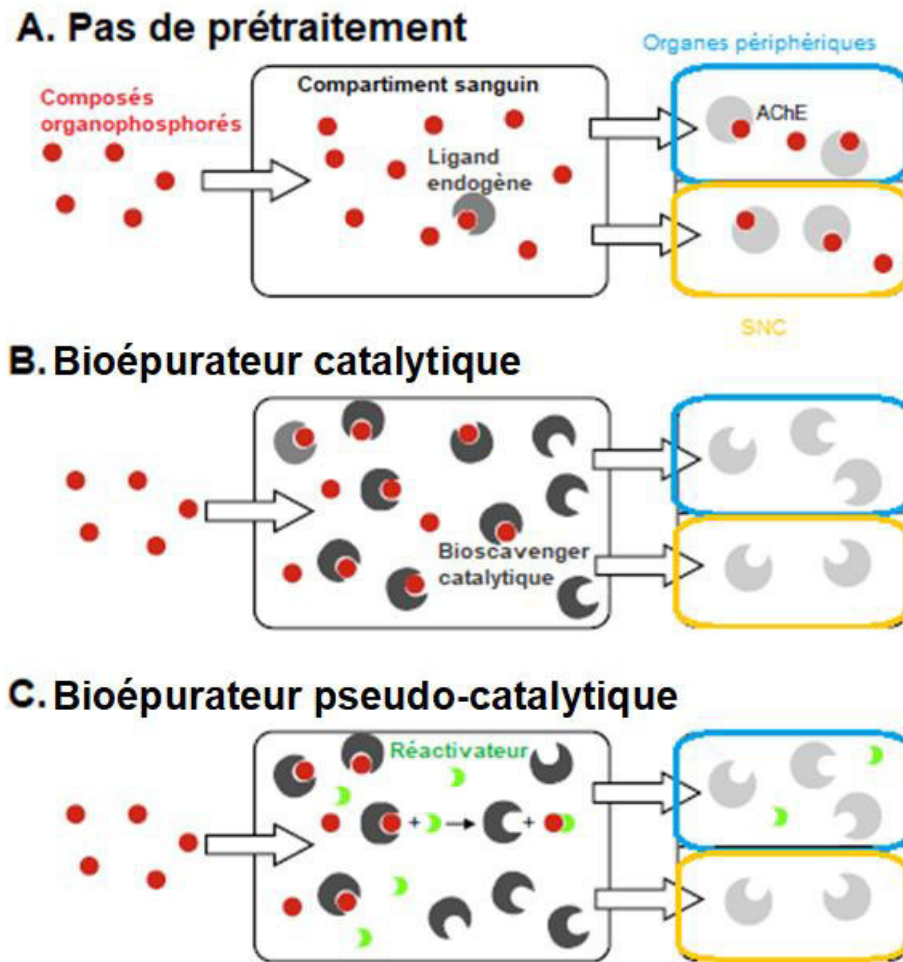 A. Pas de prétraitement
Organes périphériques
Composés
organophosphorés
Compartiment sanguin
Ligand
endogène
AChE
SNC
B. Bioépurateur catalytique
Bioscavenger
catalytique
C. Bioépurateur pseudo-catalytique
Réactivateur
+ +